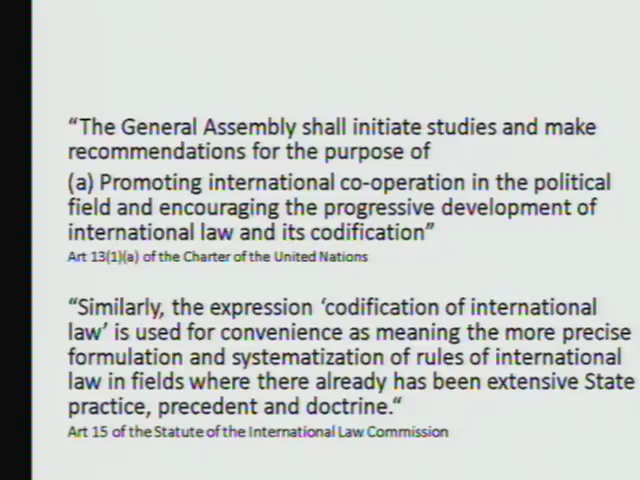 “The General Assembly shall initiate studies and make
recommendations for the purpose of
(a) Promoting international co-operation in the political
field and encouraging the progressive development of
international law and its codification”
Art 13(1)(a) of the Charter of the United Nations
“Similarly, the expression ‘codification of international
law’ is used for convenience as meaning the more precise
formulation and systematization of rules of international
law in fields where there already has been extensive State
practice, precedent and doctrine.“
Art 15 of the Statute of the International Law Commission